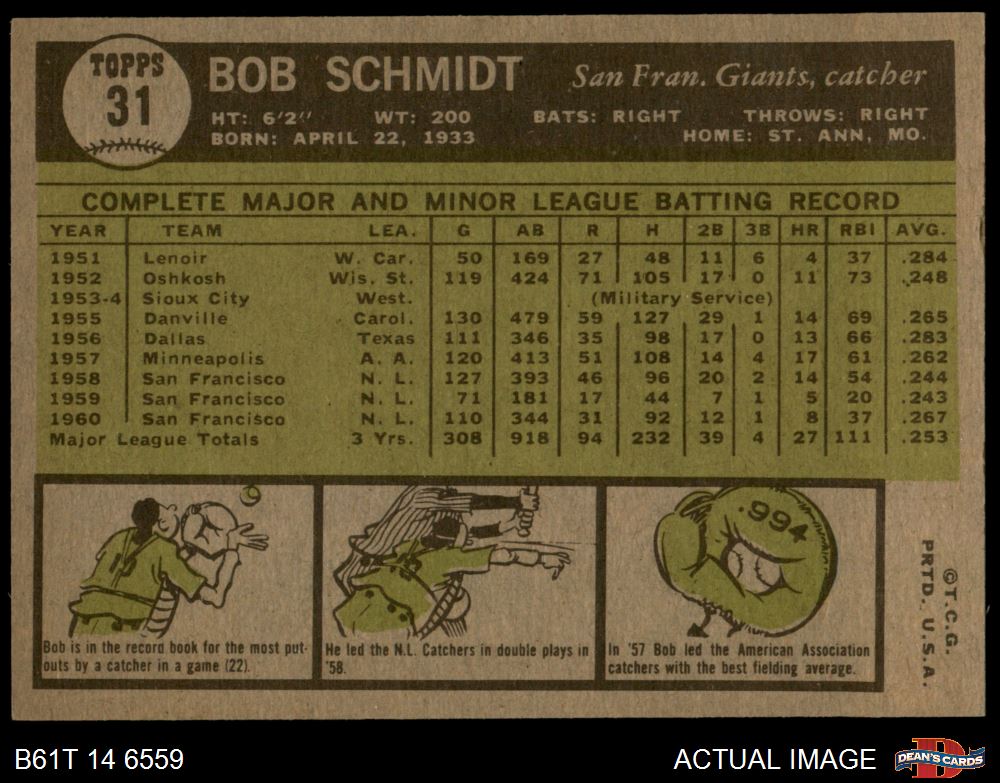 TOPPS
31
BOB SCHMIDT San Fran. Giants, catcher
HT: 6'2" WT: 200 BATS: RIGHT THROWS: RIGHT
BORN: APRIL 22, 1933 HOME: ST. ANN, MO.
COMPLETE MAJOR AND MINOR LEAGUE BATTING RECORD
YEAR TEAM LEA. G AB R H 2B 3B HR RBI AVG.
1951 Lenoir W. Car. 50 169 27 48 11 6 4 37 .284
1952 Oshkosh Wis. St. 119 424 71 105 17 0 11 73 .248
1953-4 Sioux City West. (Military Service)
1955 Danville Carol. 130 479 59 127 29 1 14 69 .265
1956 Dallas Texas 111 346 35 98 17 0 13 66 .283
1957 Minneapolis A. A. 120 413 51 108 14 4 17 61 .262
1958 San Francisco N. L. 127 393 46 96 20 2 14 54 .244
1959 San Francisco N. L. 71 181 17 44 7 1 5 20 .243
1960 San Francisco N. L. 110 344 31 92 12 1 8 37 .267
Major League Totals 3 Yrs. 308 918 94 232 39 4 27 111 .253
.994
Bob is in the record book for the most put-
outs by a catcher in a game (22).
He led the N.L. Catchers in double plays in
'58.
In '57 Bob led the American Association
catchers with the best fielding average.
©T.C.G.
PRTD. U.S.A.
B61T 14 6559 ACTUAL IMAGE
DEAN'S CARDS